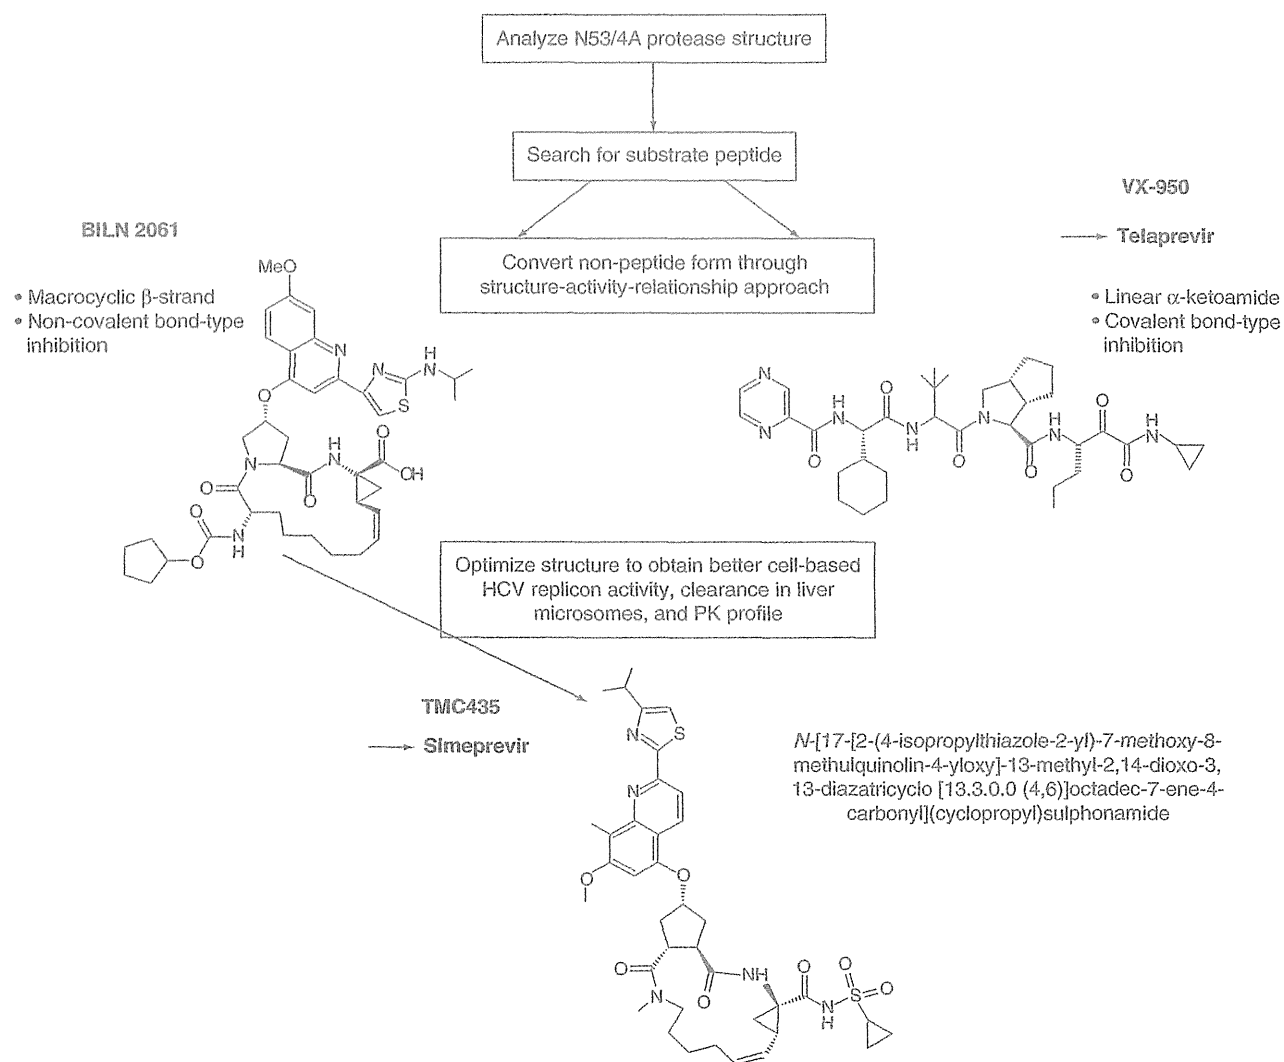 Analyze N53/4A protease structure
Search for substrate peptide
VX-950
BILN 2061
Telaprevir
Convert non-peptide form through
structure-activity-relationship approach
MeO
• Macrocyclic β-strand
• Non-covalent bond-type
inhibition
• Linear α-ketoamide
• Covalent bond-type
inhibition
N
N
H
N
S
O
N
N
O
H
N
O
N
H
O
N
O
H
N
O
O
H
N
O
H
N
O
OH
N
O
O
O
O
N
H
Optimize structure to obtain better cell-based
HCV replicon activity, clearance in liver
microsomes, and PK profile
TMC435
Simeprevir
N-[17-[2-(4-isopropylthiazole-2-yl)-7-methoxy-8-
methulquinolin-4-yloxy]-13-methyl-2,14-dioxo-3,
13-diazatricyclo [13.3.0.0 (4,6)]octadec-7-ene-4-
carbonyl](cyclopropyl)sulphonamide
N
S
N
O
O
O
N
O
NH
O
N
H
O
S
O